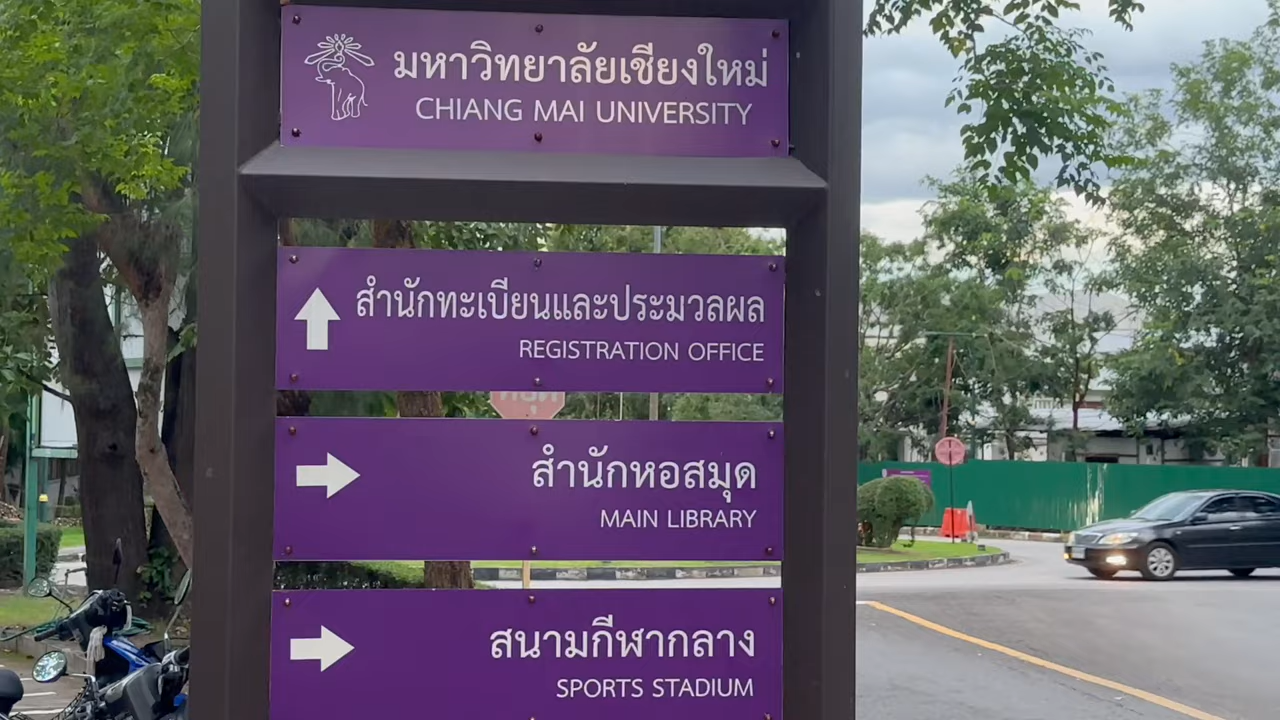 มหาวิทยาลัยเชียงใหม่
CHIANG MAI UNIVERSITY
สำนักทะเบียนและประมวลผล
REGISTRATION OFFICE
หยุด
สำนักหอสมุด
MAIN LIBRARY
สนามกีฬากลาง
SPORTS STADIUM